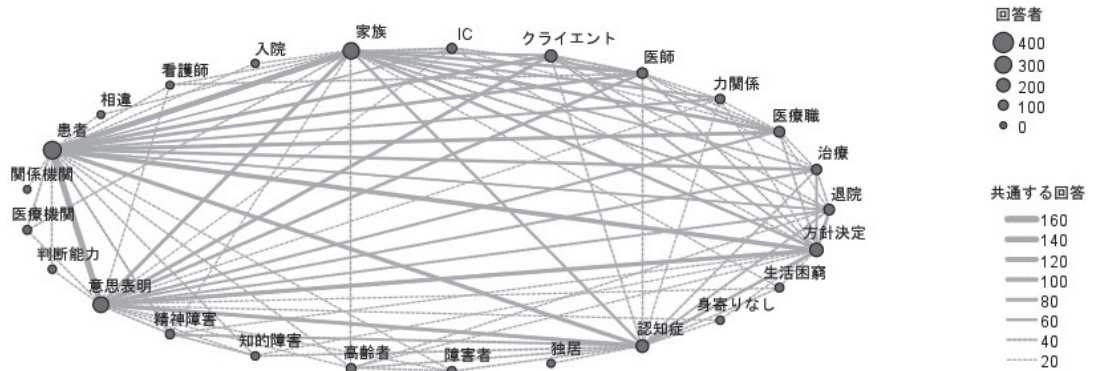 家族
IC
クライエント
入院
医師
看護師
力関係
相違
医療職
患者
治療
関係機関
退院
医療機関
方針決定
判断能力
生活困窮
意思表明
身寄りなし
精神障害
認知症
知的障害
独居
高齢者
障害者
回答者
400
300
200
100
0
共通する回答
160
140
120
100
80
60
40
20